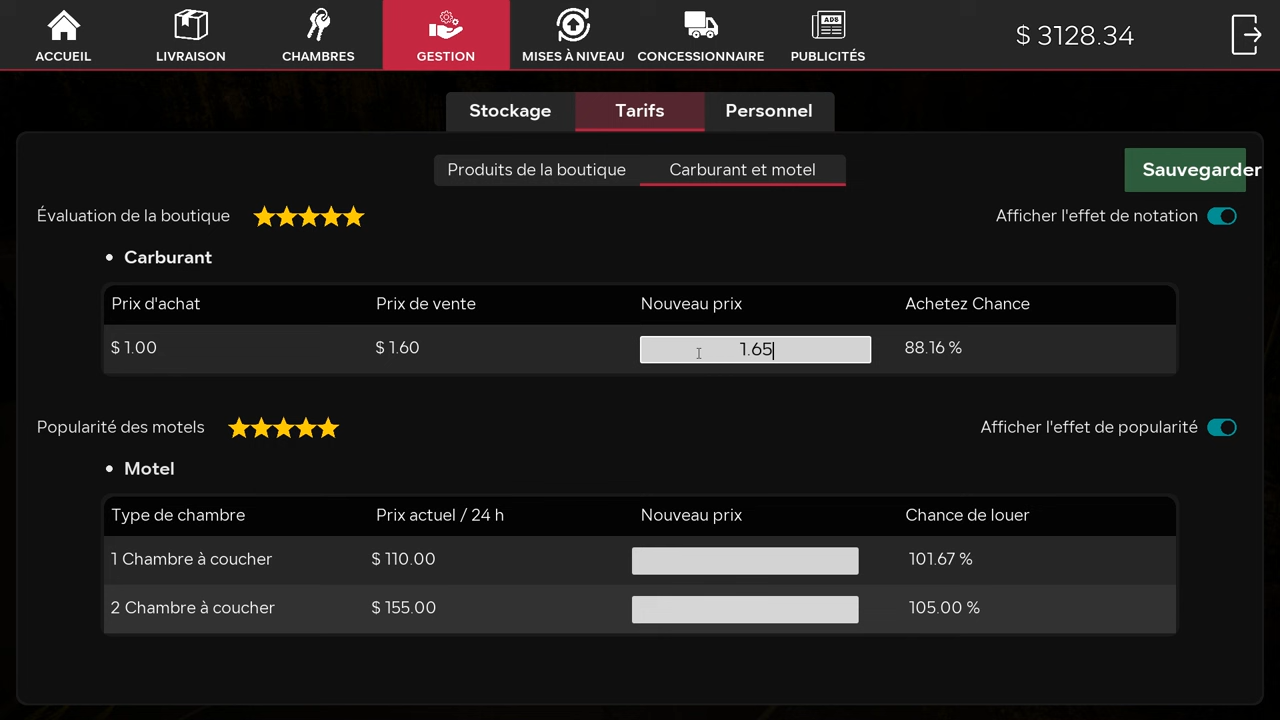 ACCUEIL
LIVRAISON
CHAMBRES
GESTION
MISES À NIVEAU
CONCESSIONNAIRE
ADS
PUBLICITÉS
$ 3128.34
Stockage
Tarifs
Personnel
Produits de la boutique
Carburant et motel
Sauvegarder
Évaluation de la boutique
Afficher l'effet de notation
• Carburant
Prix d'achat Prix de vente Nouveau prix Achetez Chance
$ 1.00 $ 1.60 1.65 88.16 %
Popularité des motels
Afficher l'effet de popularité
• Motel
Type de chambre Prix actuel / 24 h Nouveau prix Chance de louer
1 Chambre à coucher $ 110.00 101.67 %
2 Chambre à coucher $ 155.00 105.00 %